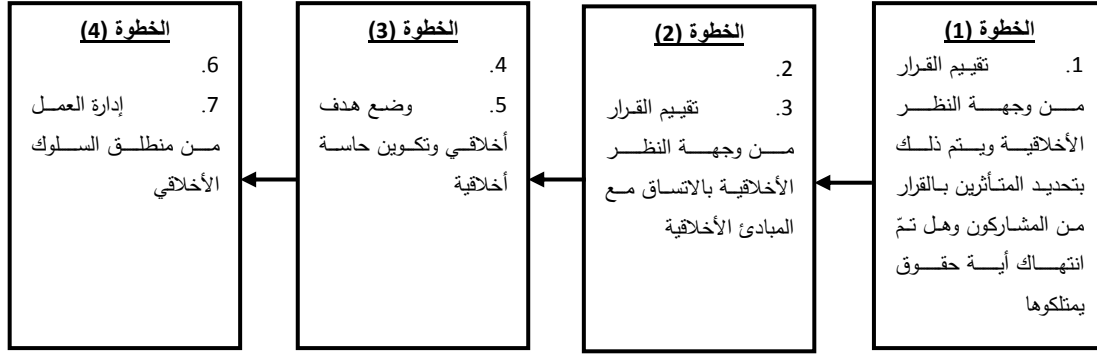 الخطوة (1)
1. تقييم القرار
من وجهة النظر
الأخلاقية ويتم ذلك
بتحديد المتأثرين بالقرار
من المشاركون وهل تمّ
انتهاك أية حقوق
يمتلكوها
الخطوة (2)
2.
3. تقييم القرار
من وجهة النظر
الأخلاقية بالاتساق مع
المبادئ الأخلاقية
الخطوة (3)
4.
5. وضع هدف
أخلاقي وتكوين حاسة
أخلاقية
الخطوة (4)
6.
7. إدارة العمل
من منطلق السلوك
الأخلاقي